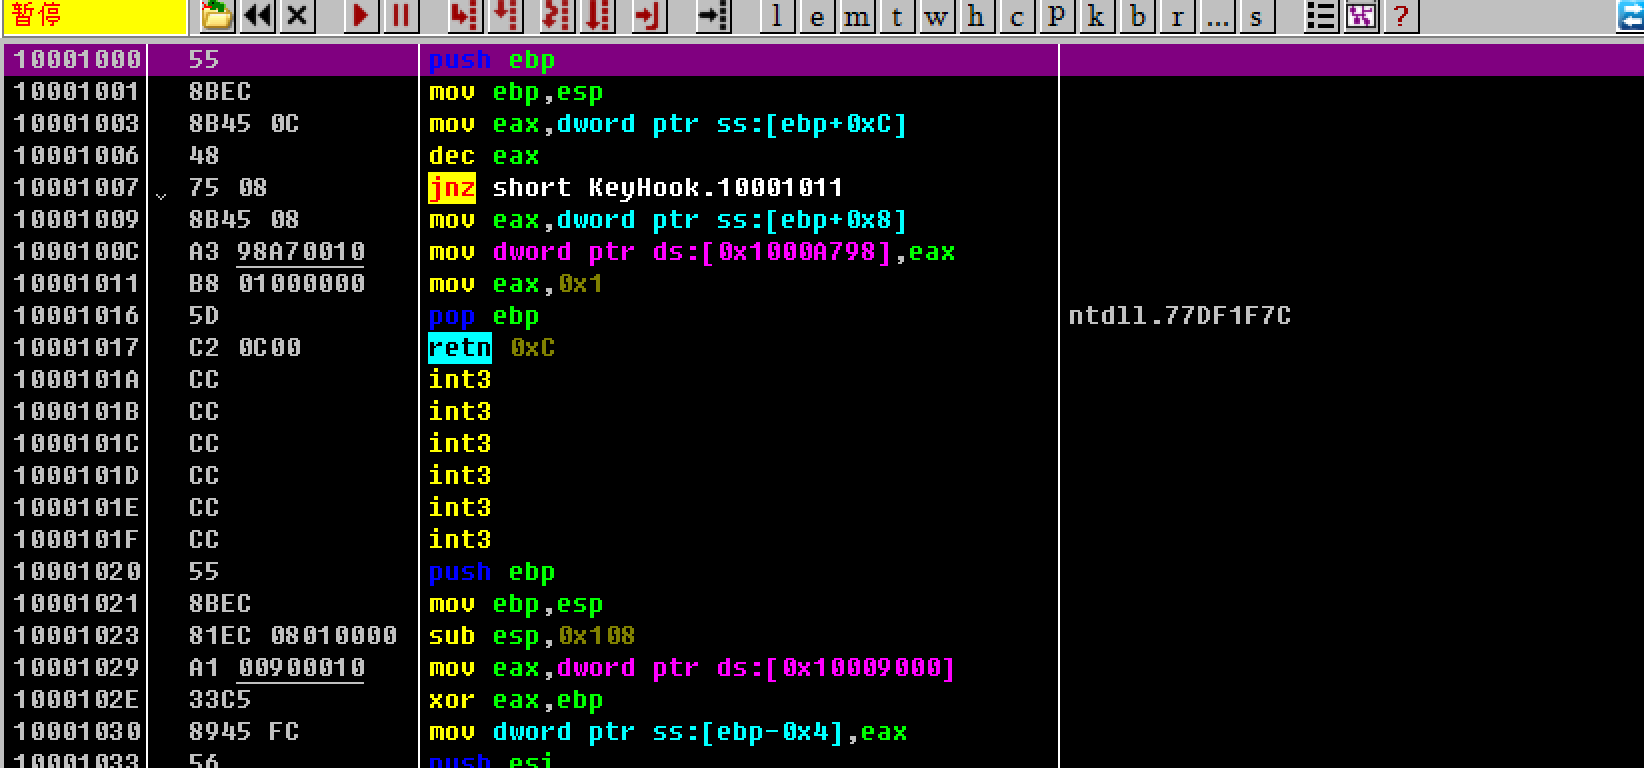 暂停 l e m t w h c p k b r ... s ?
10001000 55 push ebp
10001001 8BEC mov ebp,esp
10001003 8B45 0C mov eax,dword ptr ss:[ebp+0xC]
10001006 48 dec eax
10001007 75 08 jnz short KeyHook.10001011
10001009 8B45 08 mov eax,dword ptr ss:[ebp+0x8]
1000100C A3 98A70010 mov dword ptr ds:[0x1000A798],eax
10001011 B8 01000000 mov eax,0x1
10001016 5D pop ebp ntdll.77DF1F7C
10001017 C2 0C00 retn 0xC
1000101A CC int3
1000101B CC int3
1000101C CC int3
1000101D CC int3
1000101E CC int3
1000101F CC int3
10001020 55 push ebp
10001021 8BEC mov ebp,esp
10001023 81EC 08010000 sub esp,0x108
10001029 A1 00900010 mov eax,dword ptr ds:[0x10009000]
1000102E 33C5 xor eax,ebp
10001030 8945 FC mov dword ptr ss:[ebp-0x4],eax
10001033 56 push esi